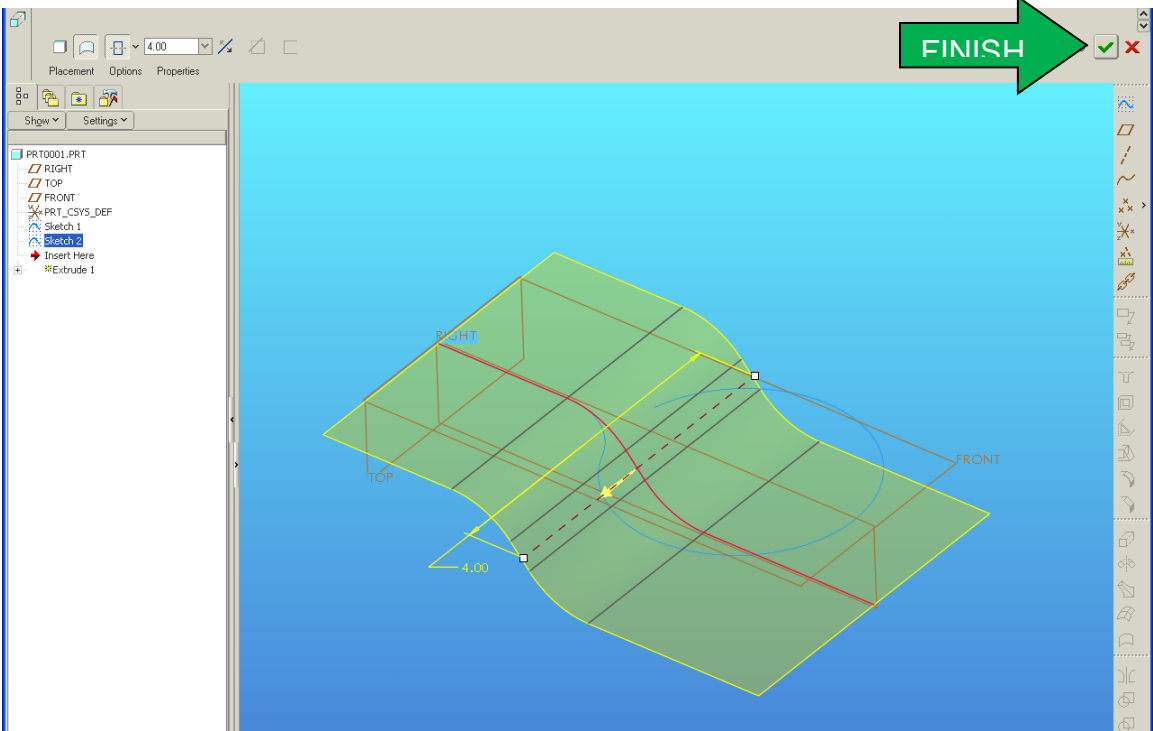 4.00
FINISH
Placement Options Properties
Show Settings
PRT0001.PRT
RIGHT
TOP
FRONT
PRT_CSYS_DEF
Sketch 1
Sketch 2
Insert Here
Extrude 1
RIGHT
FRONT
TOP
4.00